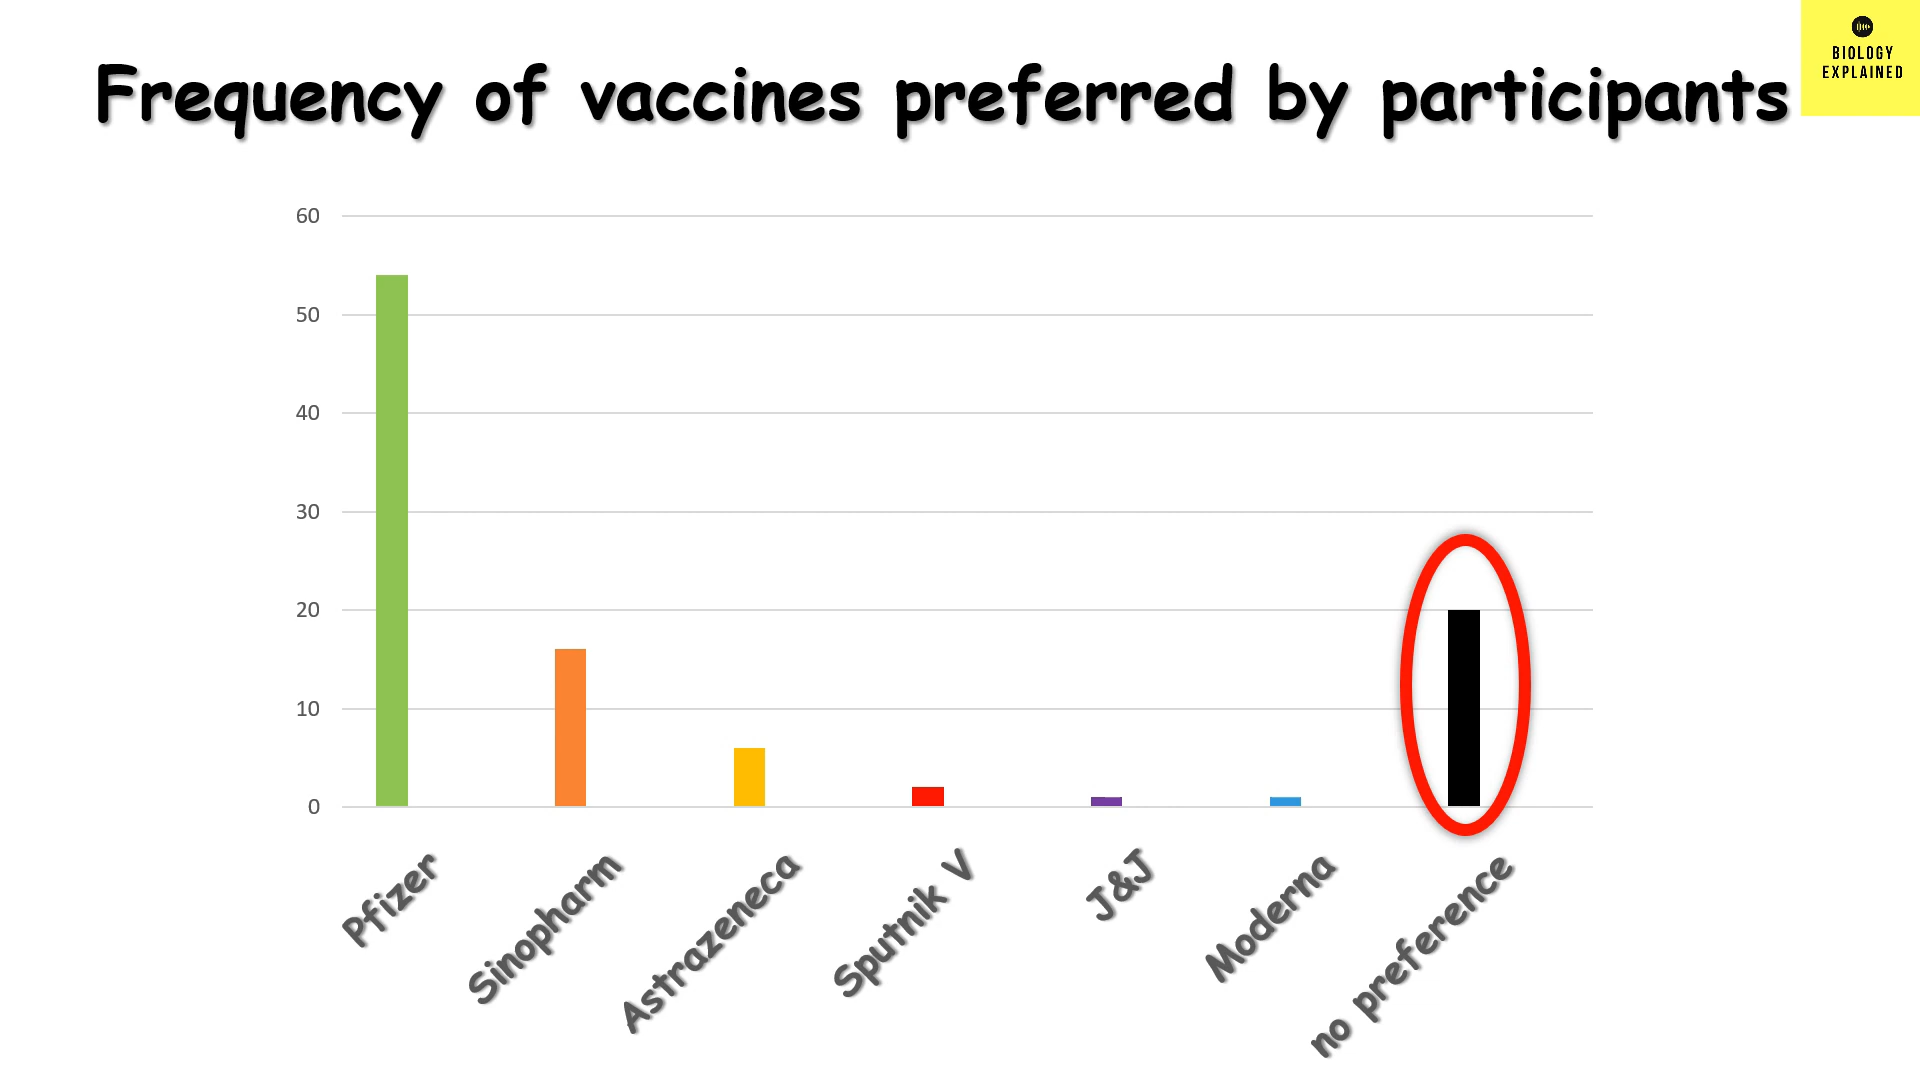 Frequency of vaccines preferred by participants
BIOLOGY
EXPLAINED
60
50
40
30
20
10
0
Pfizer
Sinopharm
Astrazeneca
Sputnik V
J&J
Moderna
no preference